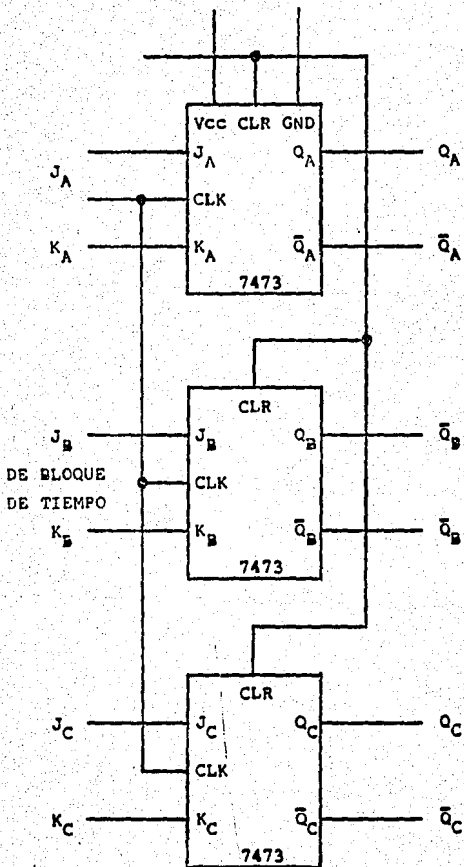 Vcc CLR GND
J_A Q_A Q_A
J_A
CLK
K_A K_A Q̅_A Q̅_A
7473
CLR
J_B J_B Q_B Q̅_B
DE BLOQUE
CLK
DE TIEMPO
K_B K_B Q̅_B Q̅_B
7473
CLR
J_C J_C Q_C Q_C
CLK
K_C K_C Q̅_C Q̅_C
7473